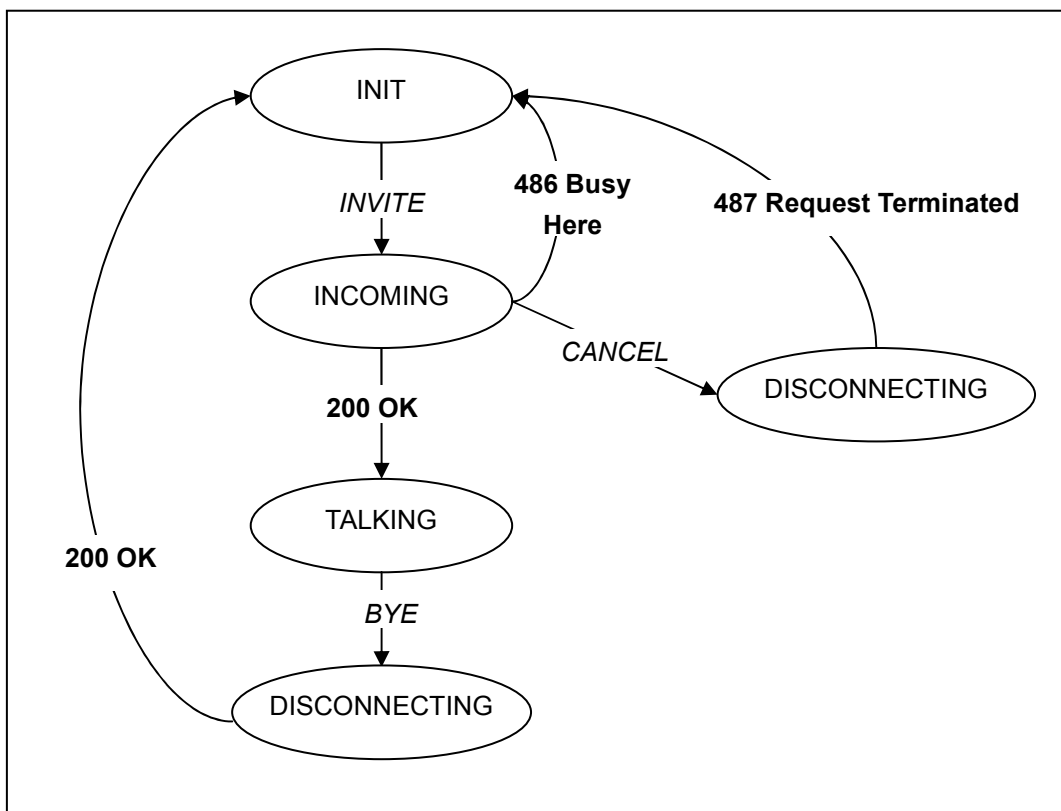 INIT
INVITE
486 Busy
Here
487 Request Terminated
INCOMING
CANCEL
DISCONNECTING
200 OK
TALKING
200 OK
BYE
DISCONNECTING